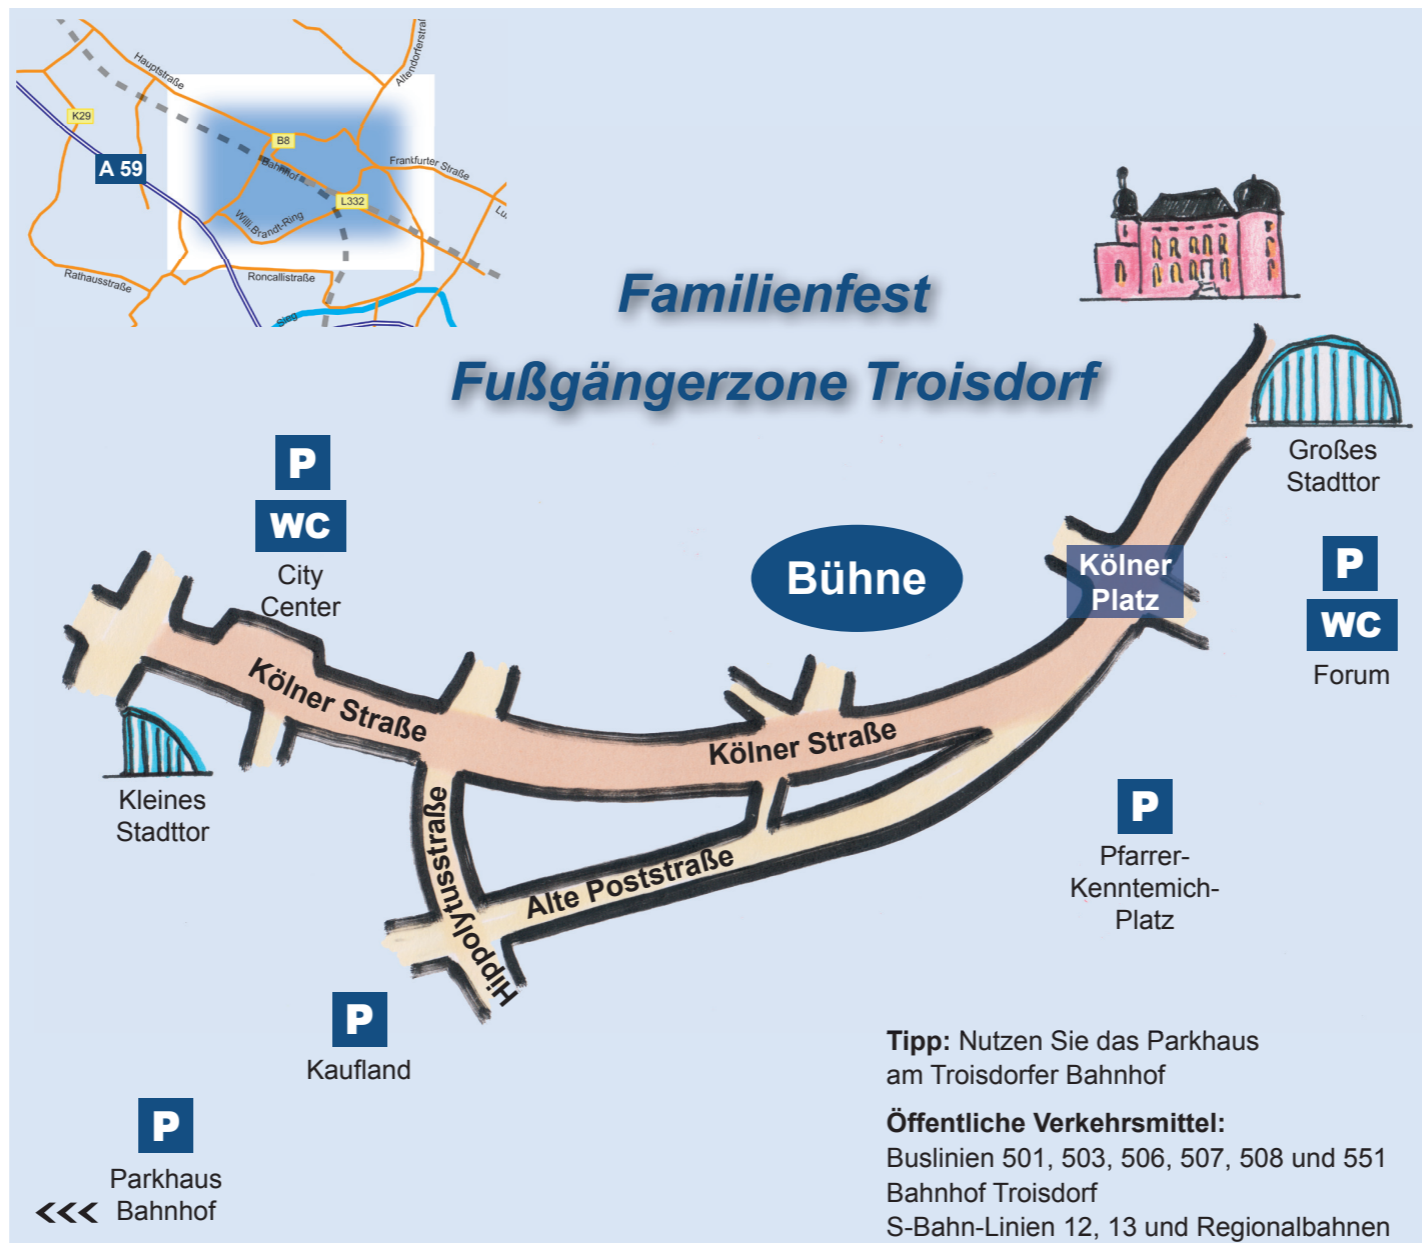 Hauptstraße
Altendorferstraß
K29
B8
A 59
Bahnhof
Frankfurter Straße
L332
Willi.Brandt-Ring
Lu.
Rathausstraße
Roncallistraße
Sieg
Familienfest
Fußgängerzone Troisdorf
Großes
Stadttor
P
WC
City
Center
Bühne
Kölner
Platz
P
WC
Forum
Kölner Straße
Kölner Straße
Kleines
Stadttor
Hippolytusstraße
Alte Poststraße
P
Pfarrer-
Kenntemich-
Platz
P
Kaufland
P
Parkhaus
Bahnhof
Tipp: Nutzen Sie das Parkhaus
am Troisdorfer Bahnhof
Öffentliche Verkehrsmittel:
Buslinien 501, 503, 506, 507, 508 und 551
Bahnhof Troisdorf
S-Bahn-Linien 12, 13 und Regionalbahnen